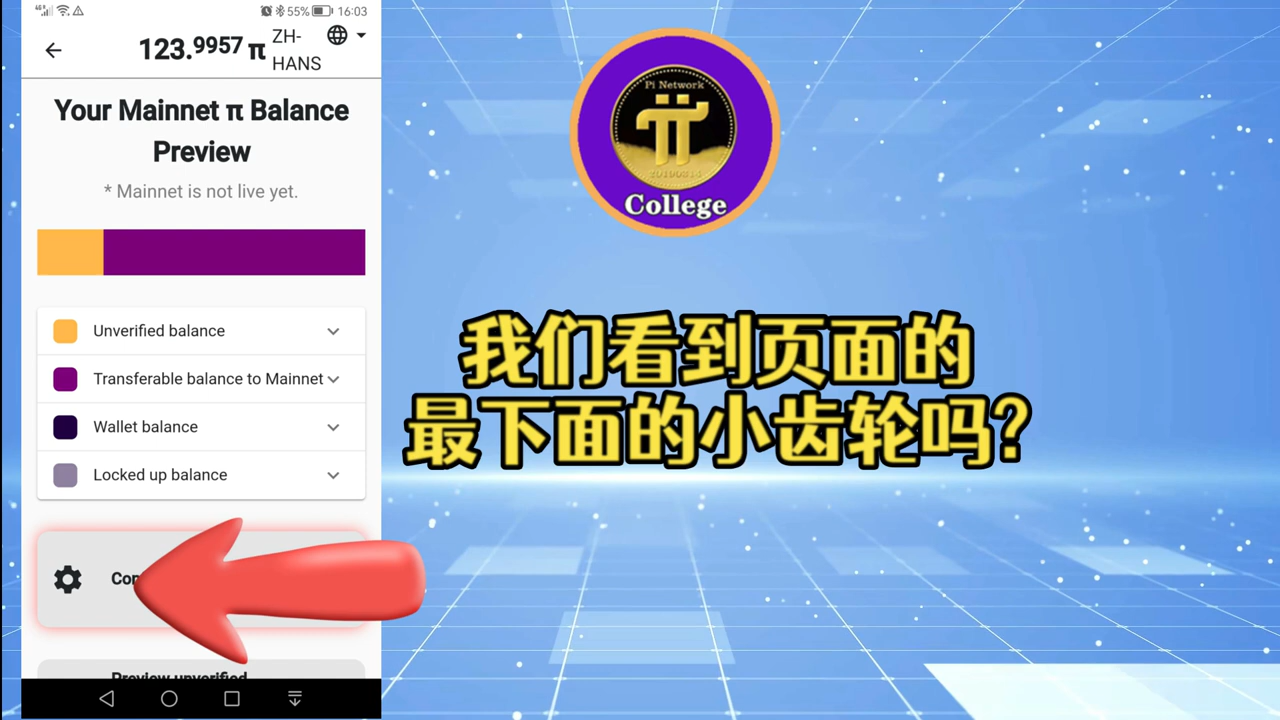 55%
16:03
123.9957 π
ZH-
HANS
Your Mainnet π Balance
Preview
* Mainnet is not live yet.
Unverified balance
Transferable balance to Mainnet
Wallet balance
Locked up balance
Preview unverified
Pi Network
College
我们看到页面的
最下面的小齿轮吗?